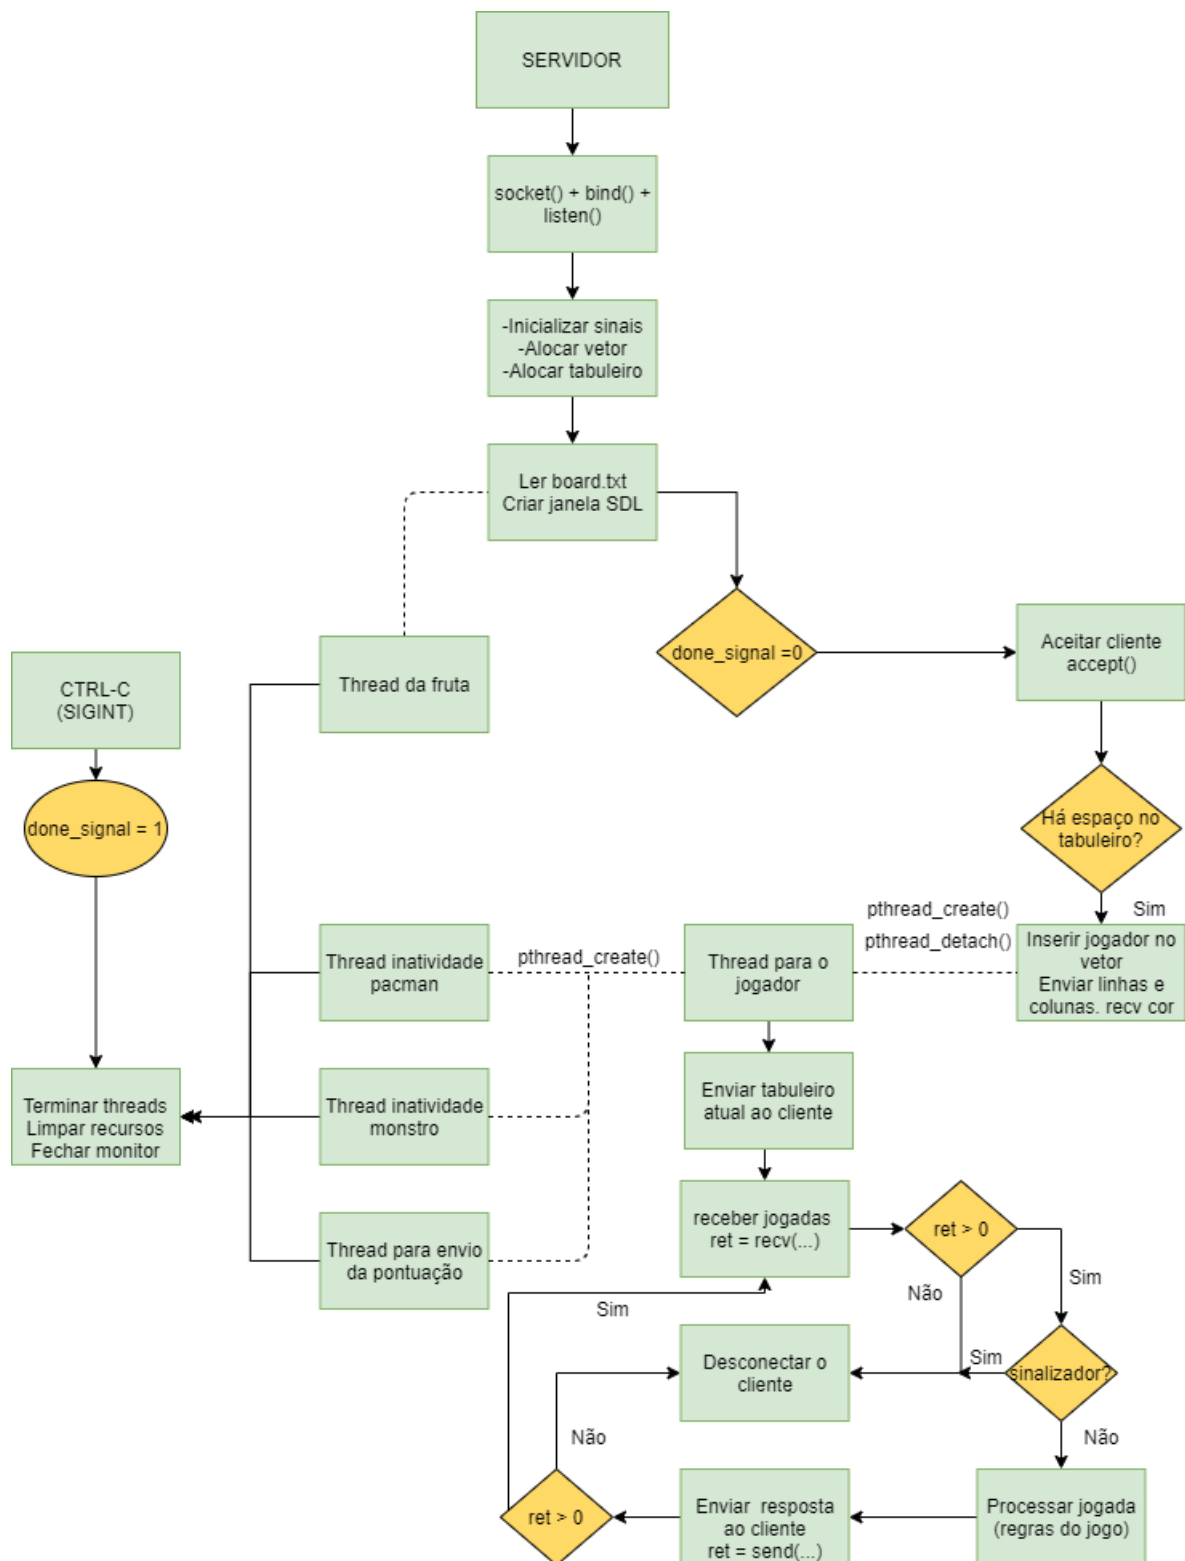 SERVIDOR
socket() + bind() +
listen()
-Inicializar sinais
-Alocar vetor
-Alocar tabuleiro
Ler board.txt
Criar janela SDL
done_signal =0
Aceitar cliente
accept()
Thread da fruta
CTRL-C
(SIGINT)
done_signal = 1
Há espaço no
tabuleiro?
Sim
pthread_create()
pthread_detach()
Inserir jogador no
vetor
Enviar linhas e
colunas. recv cor
Thread para o
jogador
pthread_create()
Thread inatividade
pacman
Enviar tabuleiro
atual ao cliente
Thread inatividade
monstro
Terminar threads
Limpar recursos
Fechar monitor
receber jogadas
ret = recv(...)
ret > 0
Sim
Não
Thread para envio
da pontuação
Sim
Desconectar o
cliente
Sim
sinalizador?
Não
Não
Processar jogada
(regras do jogo)
Enviar  resposta
ao cliente
ret = send(...)
ret > 0